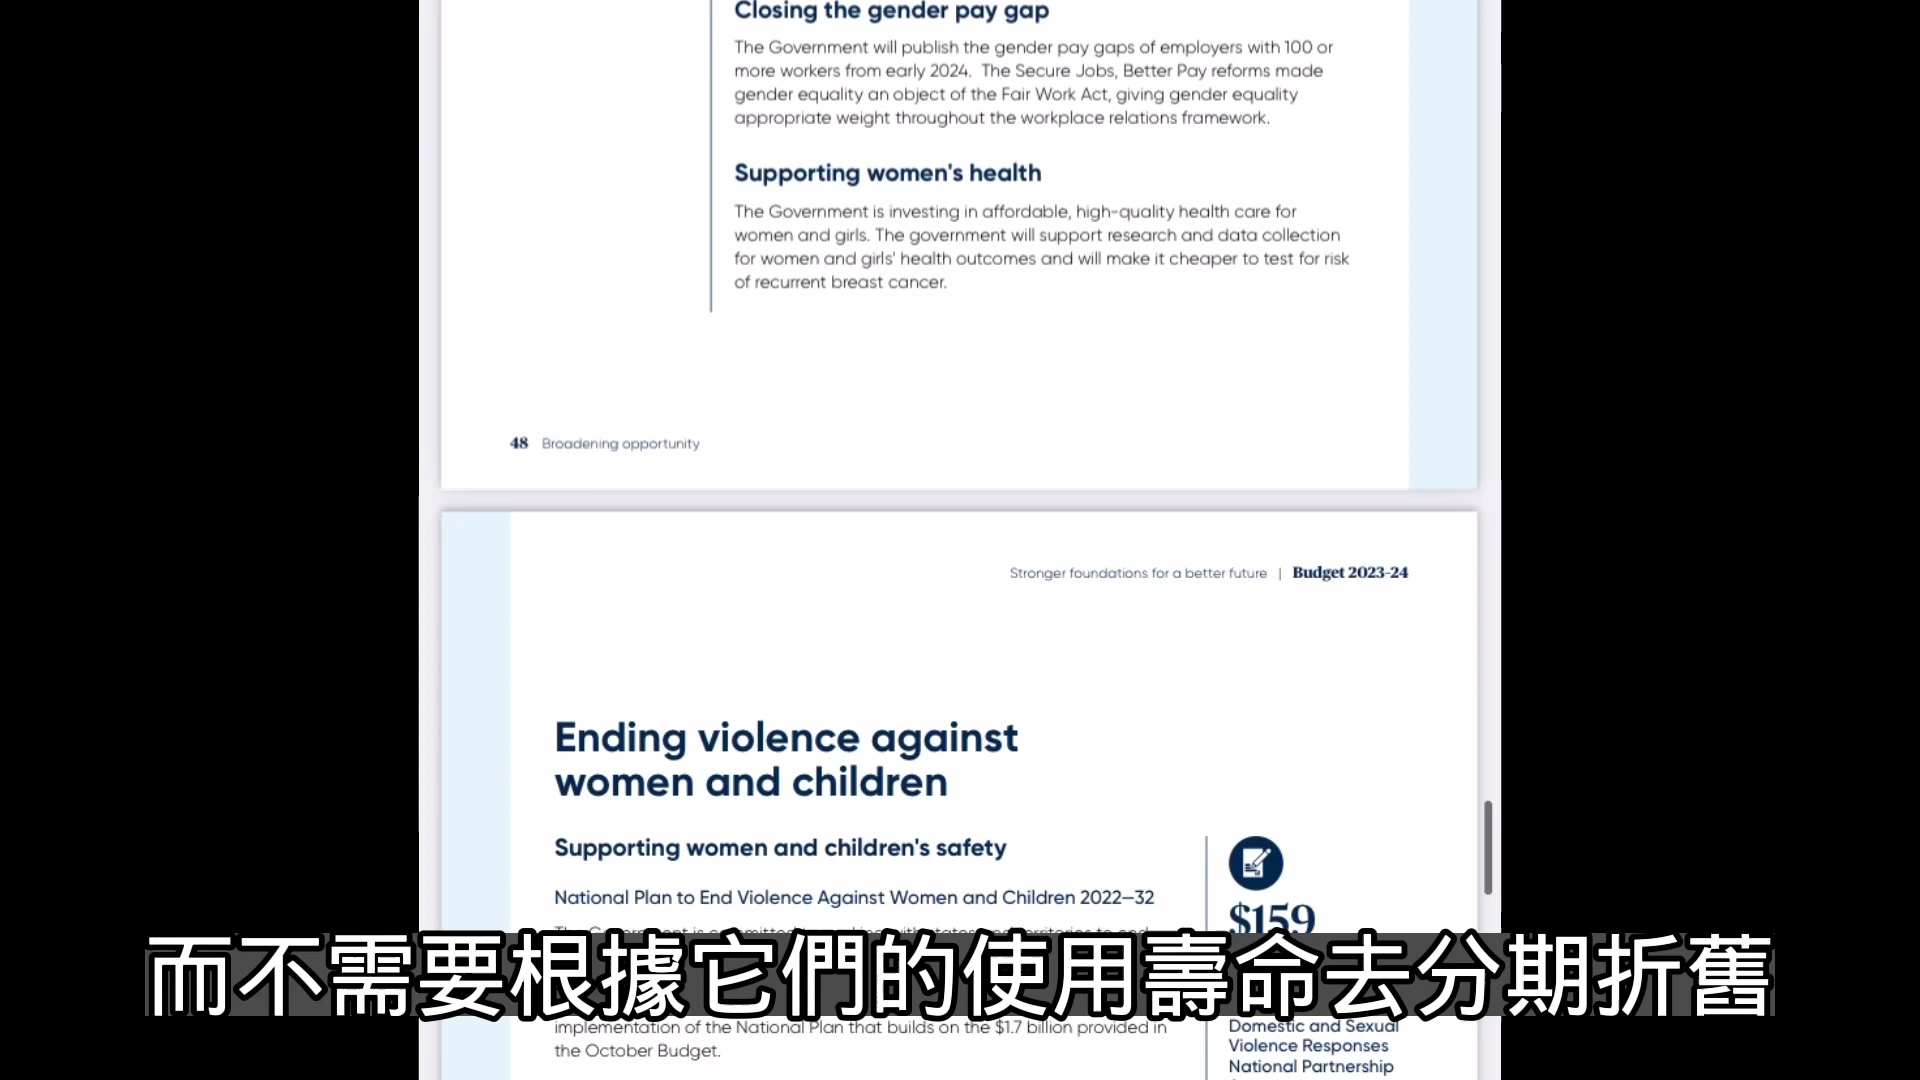 Closing the gender pay gap
The Government will publish the gender pay gaps of employers with 100 or
more workers from early 2024. The Secure Jobs, Better Pay reforms made
gender equality an object of the Fair Work Act, giving gender equality
appropriate weight throughout the workplace relations framework.
Supporting women's health
The Government is investing in affordable, high-quality health care for
women and girls. The government will support research and data collection
for women and girls' health outcomes and will make it cheaper to test for risk
of recurrent breast cancer.
48 Broadening opportunity
Stronger foundations for a better future | Budget 2023-24
Ending violence against
women and children
Supporting women and children's safety
National Plan to End Violence Against Women and Children 2022–32
$159
而不需要根據它們的使用壽命去分期折舊
implementation of the National Plan that builds on the $1.7 billion provided in
the October Budget.
Domestic and Sexual
Violence Responses
National Partnership